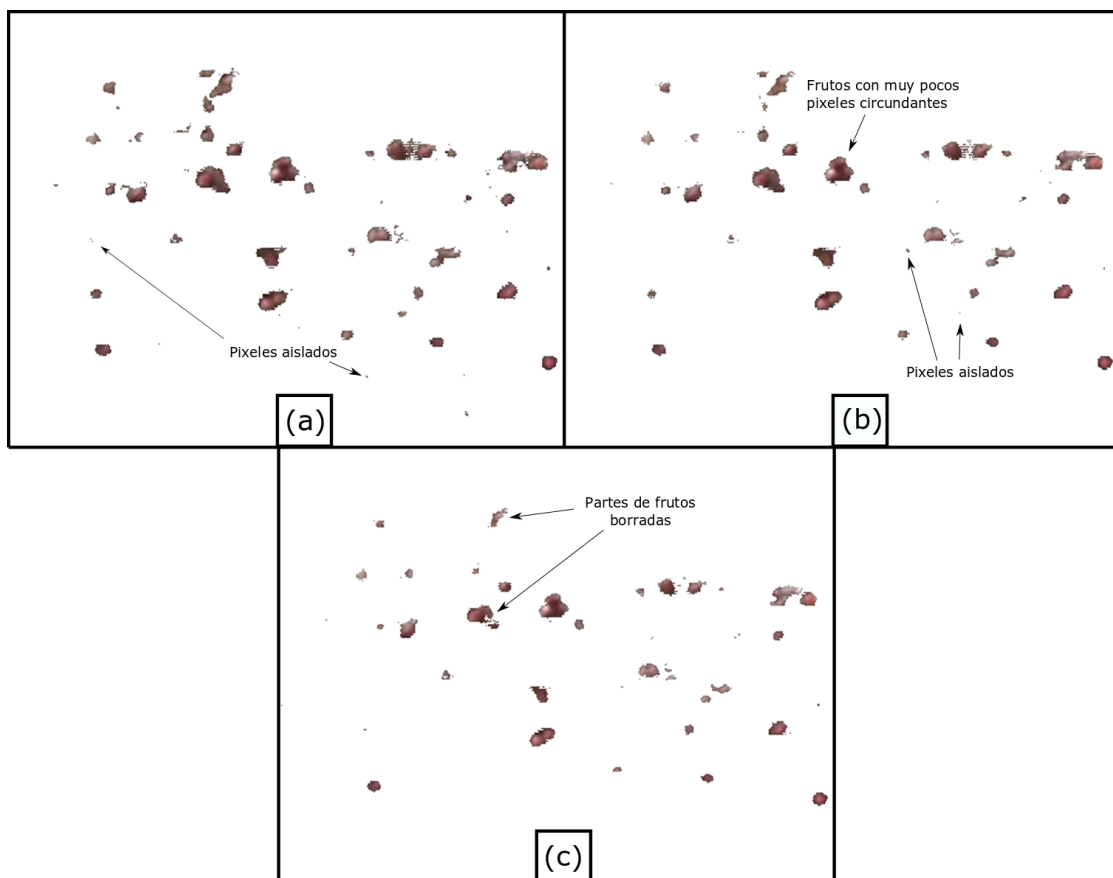 Pixeles aislados
(a)
Frutos con muy pocos
pixeles circundantes
Pixeles aislados
(b)
Partes de frutos
borradas
(c)